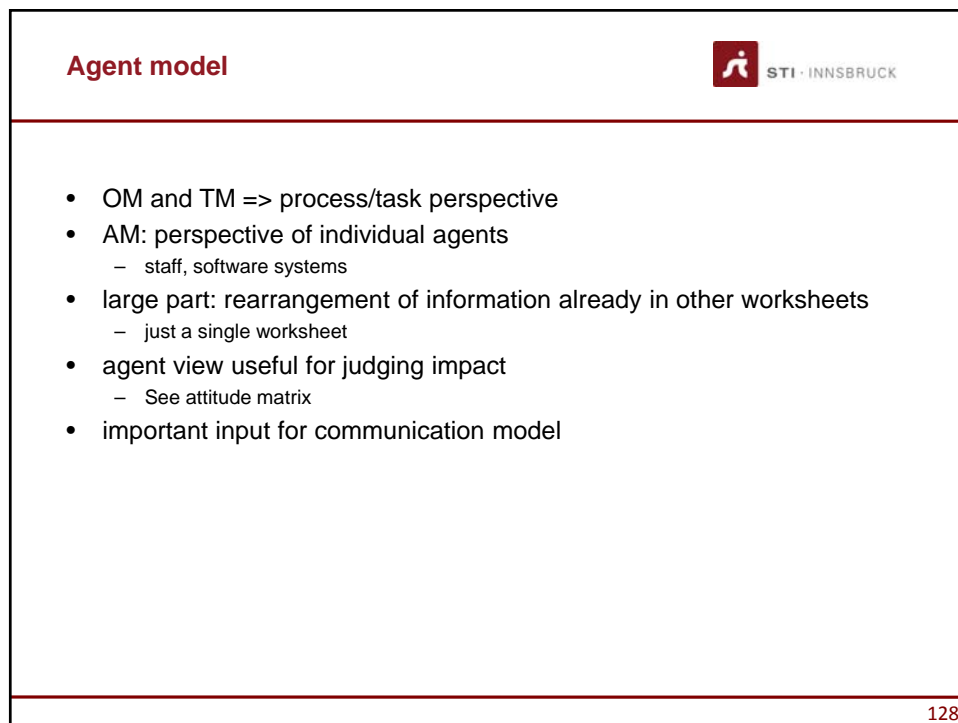 Agent model
STI · INNSBRUCK
• OM and TM => process/task perspective
• AM: perspective of individual agents
– staff, software systems
• large part: rearrangement of information already in other worksheets
– just a single worksheet
• agent view useful for judging impact
– See attitude matrix
• important input for communication model
128